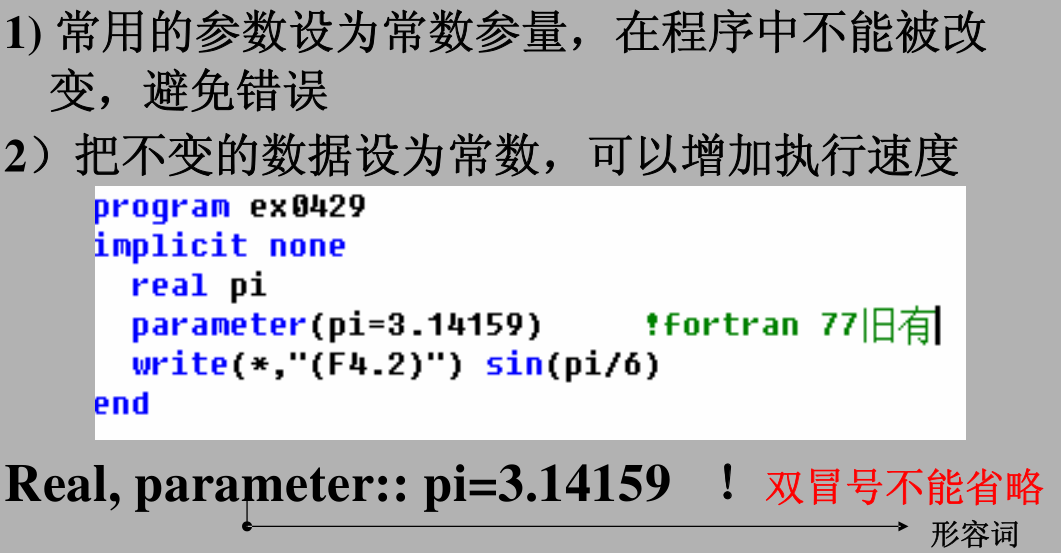 1) 常用的参数设为常数参量，在程序中不能被改
变，避免错误
2）把不变的数据设为常数，可以增加执行速度
program ex0429
implicit none
real pi
parameter(pi=3.14159) !fortran 77旧有
write(*,"(F4.2)") sin(pi/6)
end
Real, parameter:: pi=3.14159 ！双冒号不能省略
形容词